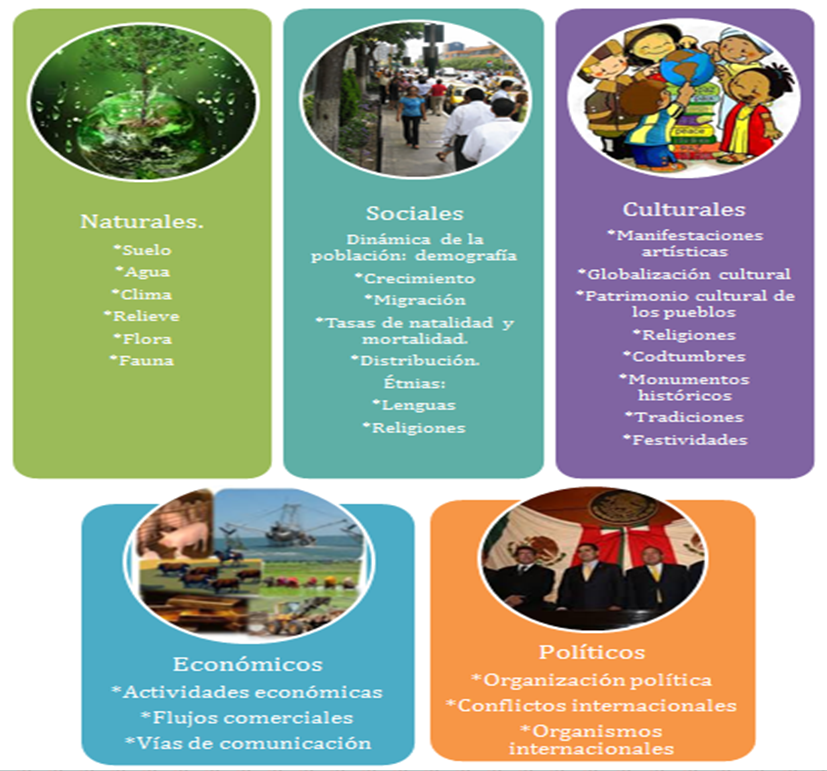 Naturales.
*Suelo
*Agua
*Clima
*Relieve
*Flora
*Fauna
Sociales
Dinámica de la
población: demografía
*Crecimiento
*Migración
*Tasas de natalidad y
mortalidad.
*Distribución.
Étnias:
*Lenguas
*Religiones
Culturales
*Manifestaciones
artísticas
*Globalización cultural
*Patrimonio cultural de
los pueblos
*Religiones
*Codtumbres
*Monumentos
históricos
*Tradiciones
*Festividades
peace
Económicos
*Actividades económicas
*Flujos comerciales
*Vías de comunicación
Políticos
*Organización política
*Conflictos internacionales
*Organismos
internacionales